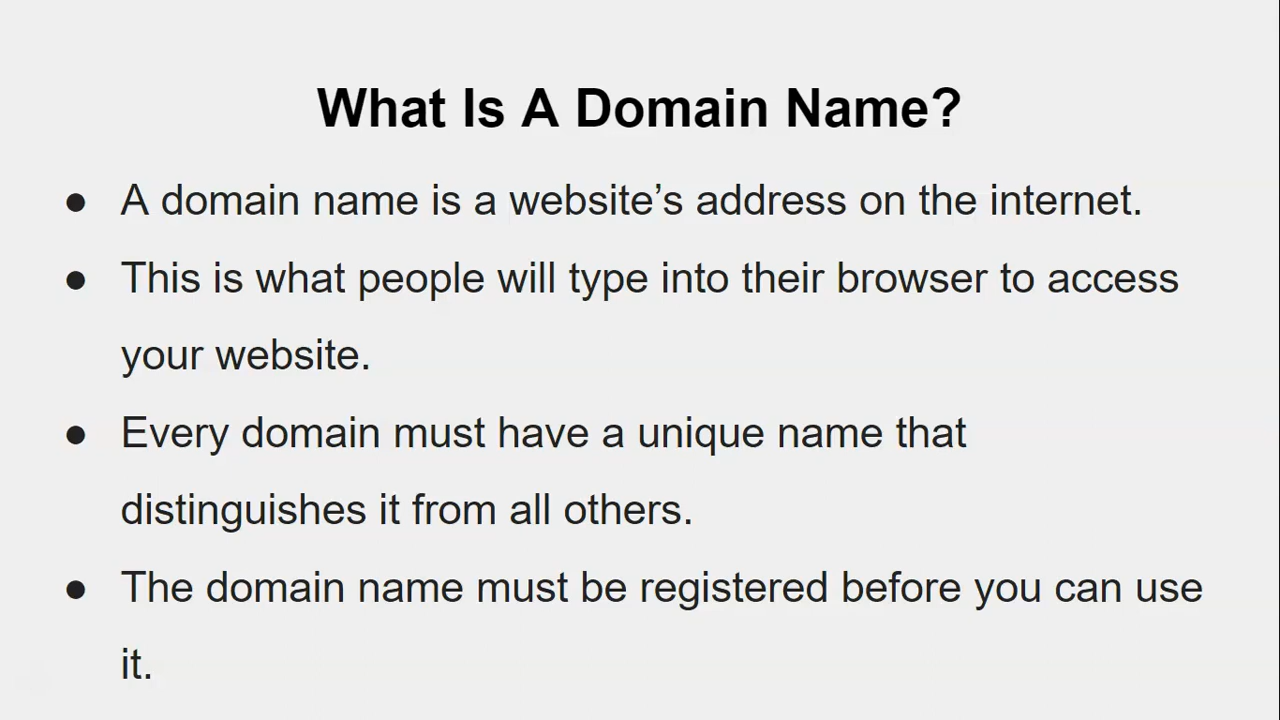 What Is A Domain Name?
● A domain name is a website’s address on the internet.
● This is what people will type into their browser to access
your website.
● Every domain must have a unique name that
distinguishes it from all others.
● The domain name must be registered before you can use
it.